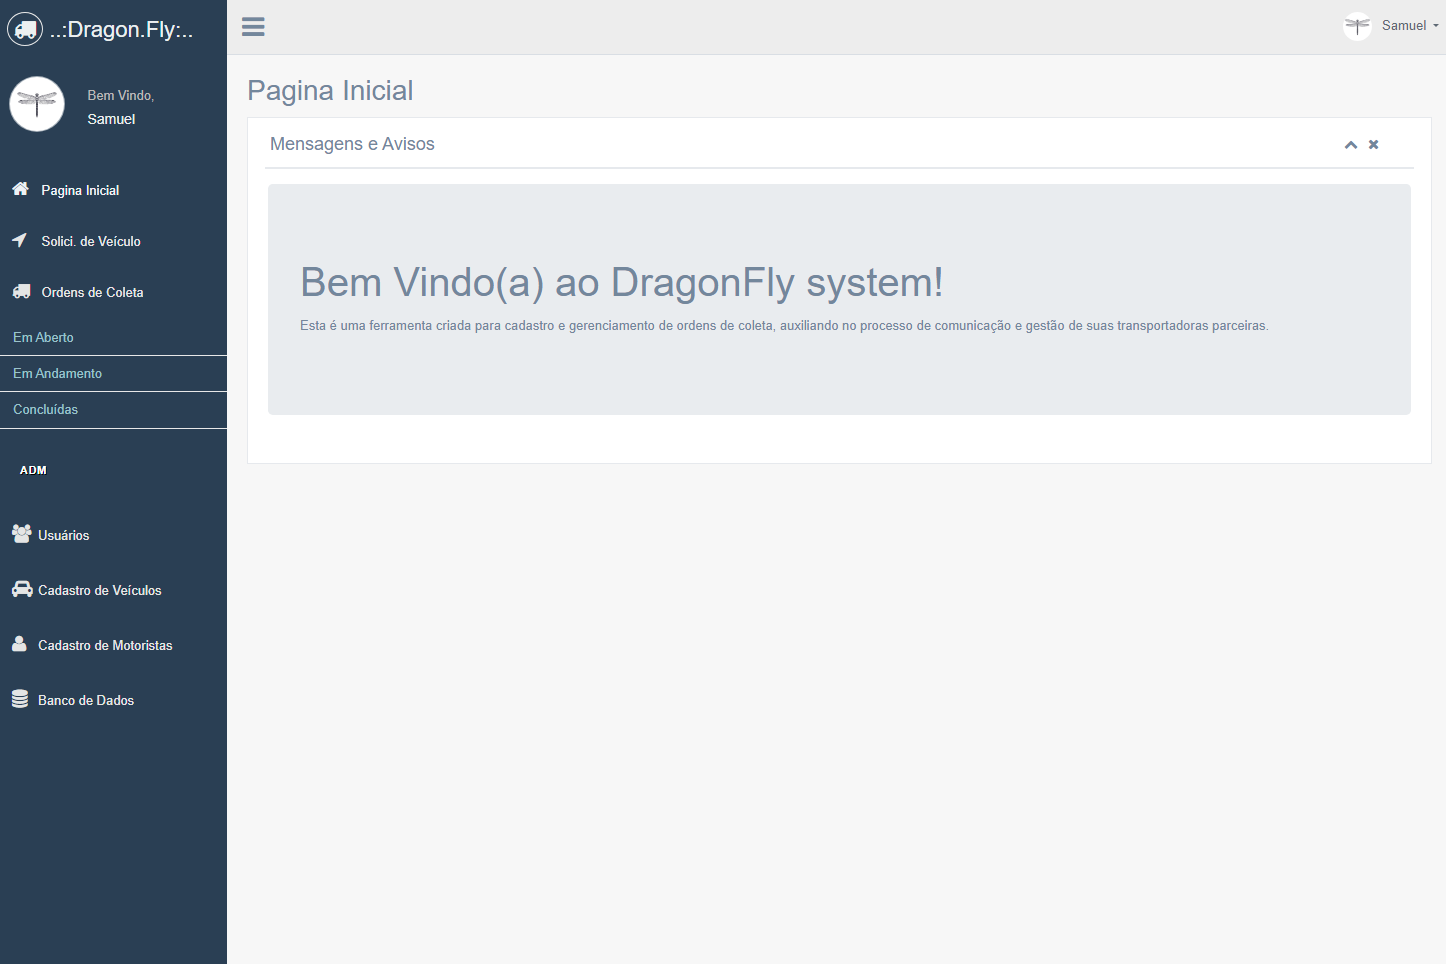 ..:Dragon.Fly:..
Samuel
Bem Vindo,
Samuel
Pagina Inicial
Solici. de Veículo
Ordens de Coleta
Em Aberto
Em Andamento
Concluídas
ADM
Usuários
Cadastro de Veículos
Cadastro de Motoristas
Banco de Dados
Pagina Inicial
Mensagens e Avisos
Bem Vindo(a) ao DragonFly system!
Esta é uma ferramenta criada para cadastro e gerenciamento de ordens de coleta, auxiliando no processo de comunicação e gestão de suas transportadoras parceiras.